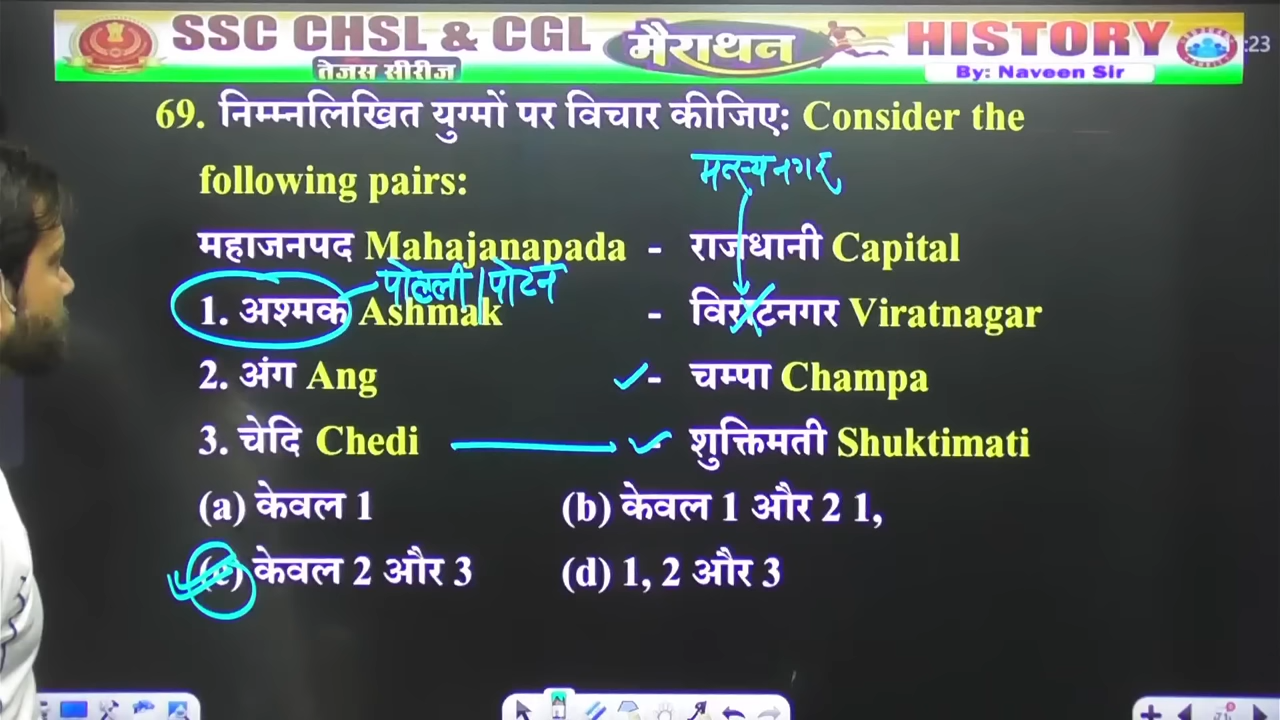 SSC CHSL & CGL मैराथन HISTORY :23
तेजस सीरीज By: Naveen Sir
69. निम्नलिखित युग्मों पर विचार कीजिए: Consider the
following pairs: मत्स्यनगर
महाजनपद Mahajanapada - राजधानी Capital
पोटली / पोटन
1. अश्मक Ashmak - विराटनगर Viratnagar
2. अंग Ang - चम्पा Champa
3. चेदि Chedi - शुक्तिमती Shuktimati
(a) केवल 1 (b) केवल 1 और 2 1,
(c) केवल 2 और 3 (d) 1, 2 और 3